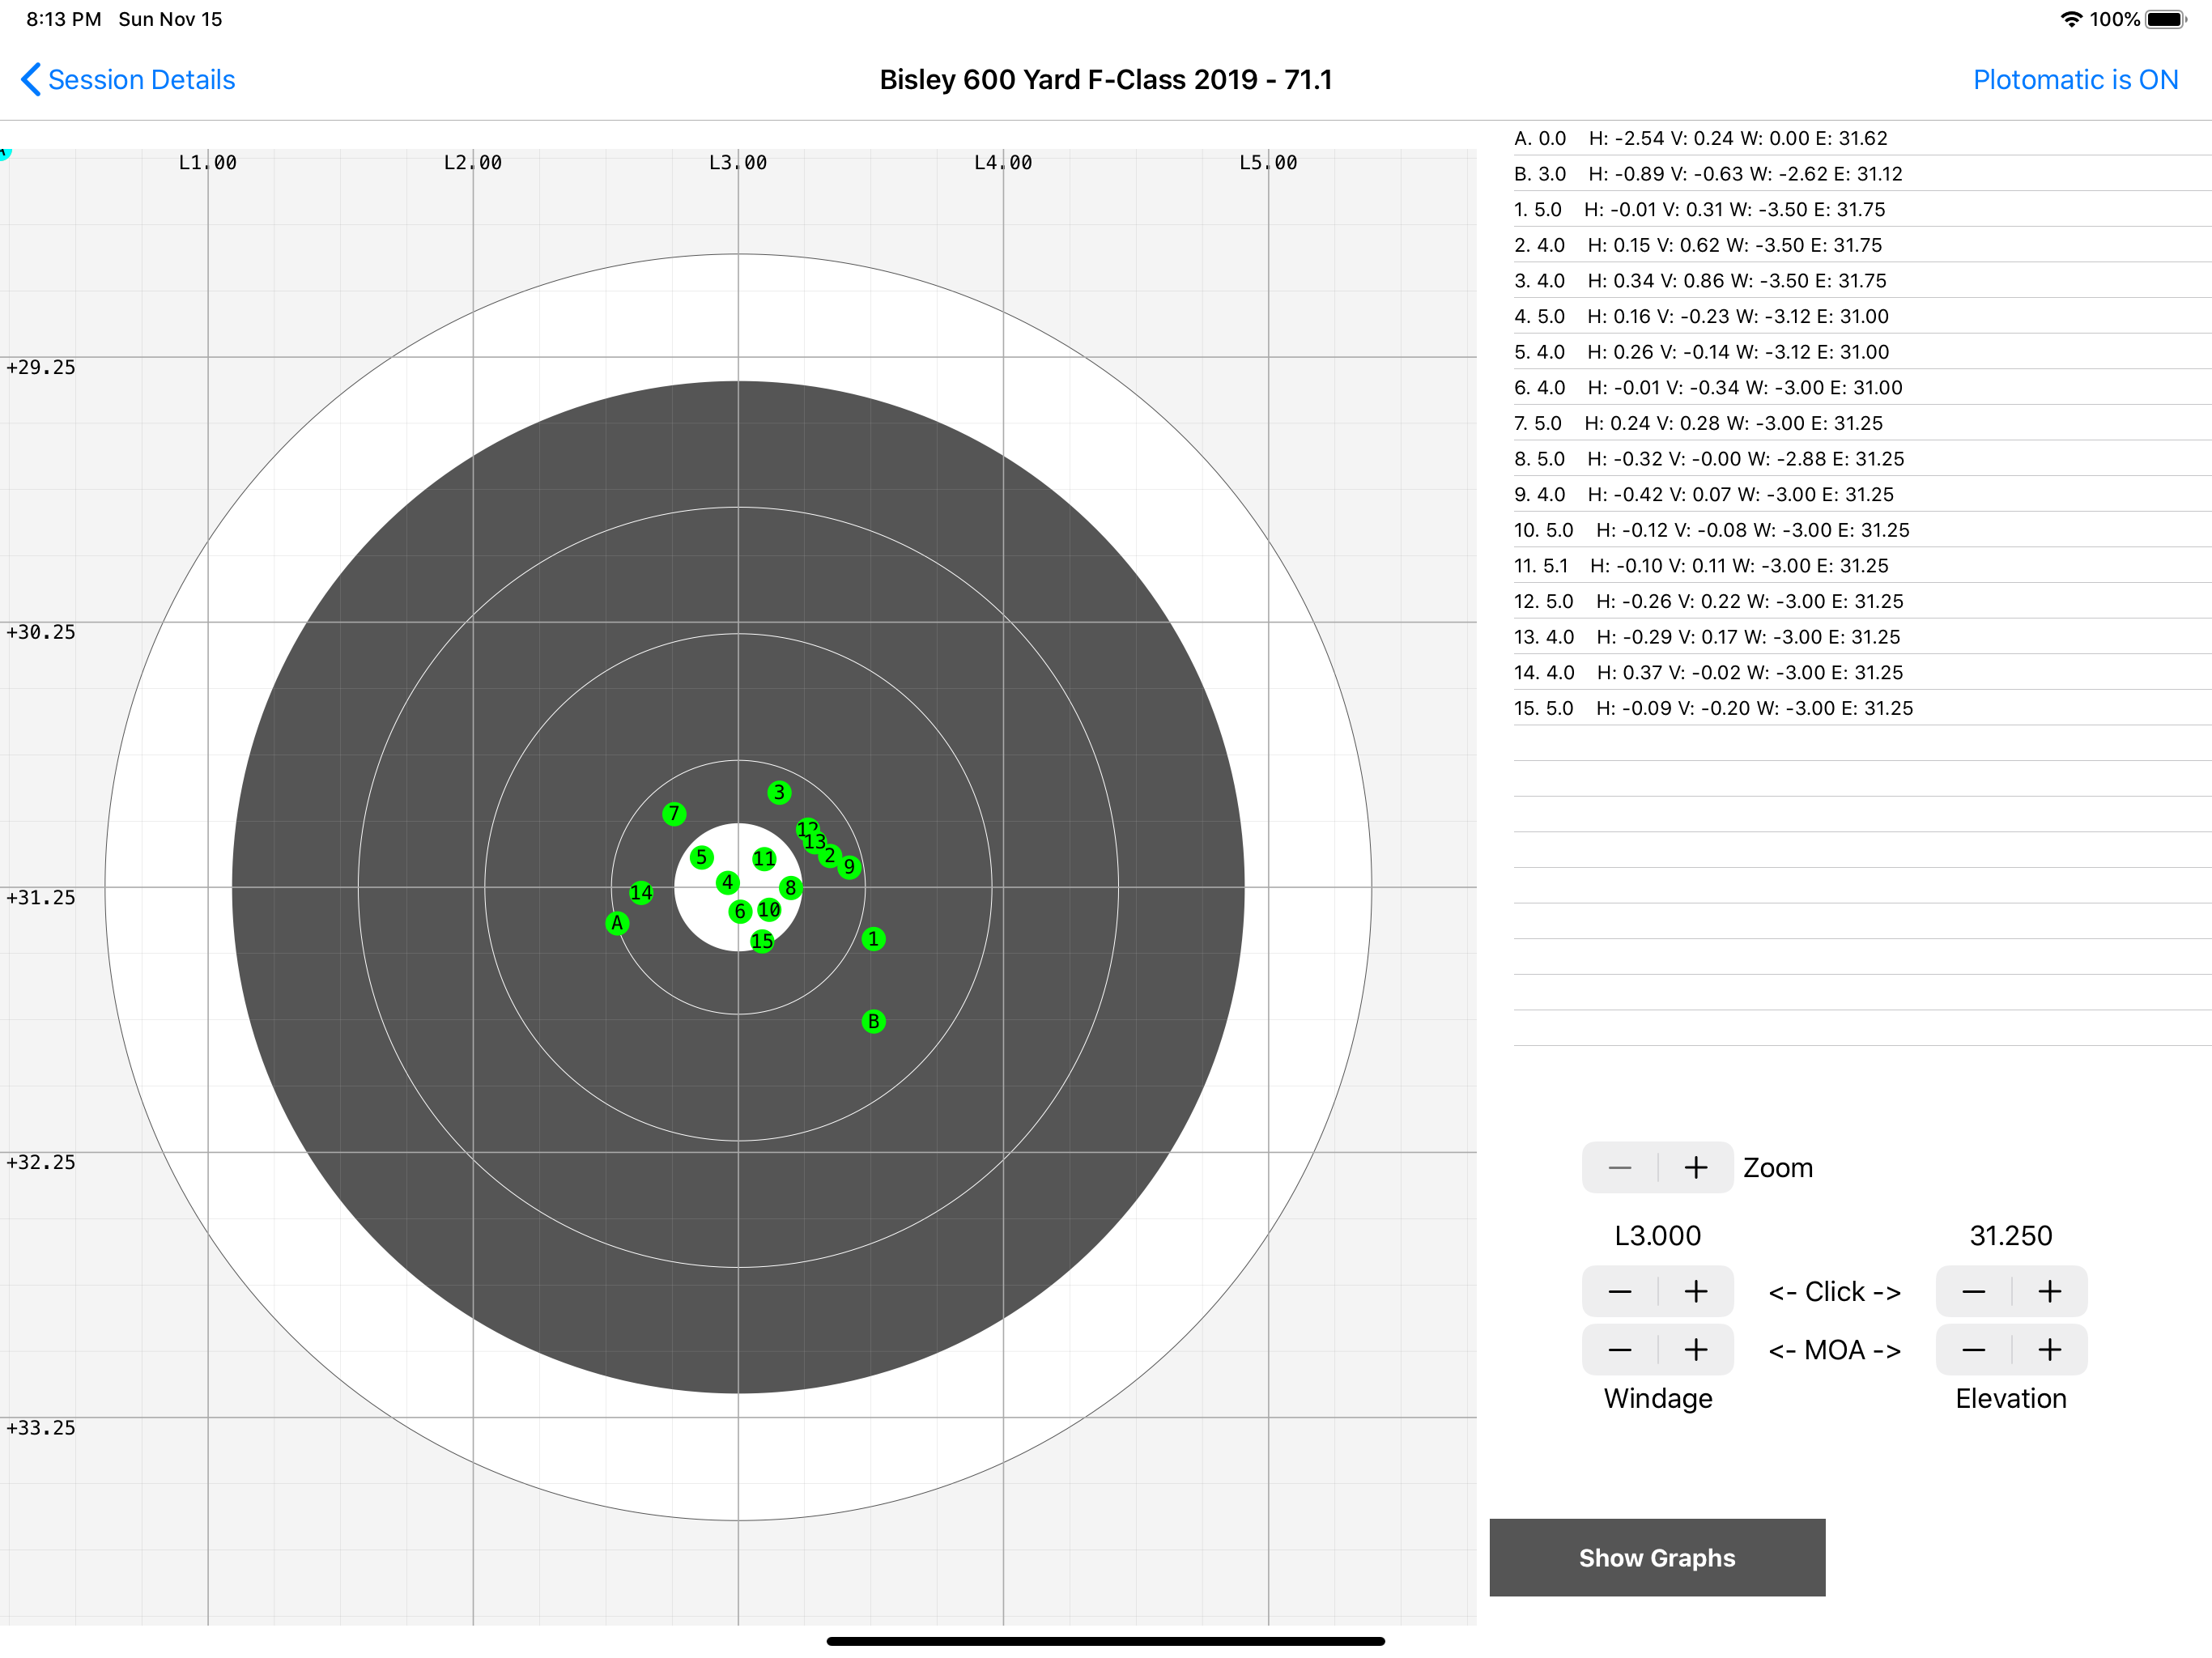 8:13 PM Sun Nov 15
100%
Session Details
Bisley 600 Yard F-Class 2019 - 71.1
Plotomatic is ON
L1.00 L2.00 L3.00 L4.00 L5.00
+29.25
+30.25
3
7
12
13
5
11
2
9
4
8
14
+31.25
6
10
A
15
1
B
+32.25
+33.25
A. 0.0 H: -2.54 V: 0.24 W: 0.00 E: 31.62
B. 3.0 H: -0.89 V: -0.63 W: -2.62 E: 31.12
1. 5.0 H: -0.01 V: 0.31 W: -3.50 E: 31.75
2. 4.0 H: 0.15 V: 0.62 W: -3.50 E: 31.75
3. 4.0 H: 0.34 V: 0.86 W: -3.50 E: 31.75
4. 5.0 H: 0.16 V: -0.23 W: -3.12 E: 31.00
5. 4.0 H: 0.26 V: -0.14 W: -3.12 E: 31.00
6. 4.0 H: -0.01 V: -0.34 W: -3.00 E: 31.00
7. 5.0 H: 0.24 V: 0.28 W: -3.00 E: 31.25
8. 5.0 H: -0.32 V: -0.00 W: -2.88 E: 31.25
9. 4.0 H: -0.42 V: 0.07 W: -3.00 E: 31.25
10. 5.0 H: -0.12 V: -0.08 W: -3.00 E: 31.25
11. 5.1 H: -0.10 V: 0.11 W: -3.00 E: 31.25
12. 5.0 H: -0.26 V: 0.22 W: -3.00 E: 31.25
13. 4.0 H: -0.29 V: 0.17 W: -3.00 E: 31.25
14. 4.0 H: 0.37 V: -0.02 W: -3.00 E: 31.25
15. 5.0 H: -0.09 V: -0.20 W: -3.00 E: 31.25
− + Zoom
L3.000 31.250
− + <- Click -> − +
− + <- MOA -> − +
Windage Elevation
Show Graphs